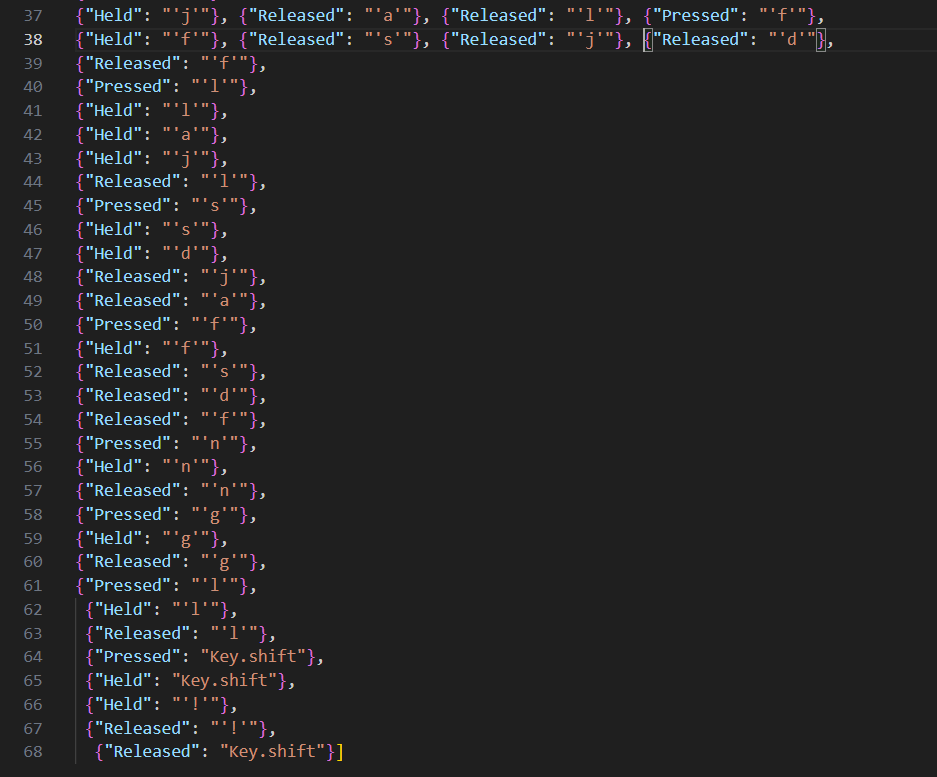 37 {"Held": "'j'"}, {"Released": "'a'"}, {"Released": "'l'"}, {"Pressed": "'f'"},
38 {"Held": "'f'"}, {"Released": "'s'"}, {"Released": "'j'"}, {"Released": "'d'"},
39 {"Released": "'f'"},
40 {"Pressed": "'l'"},
41 {"Held": "'l'"},
42 {"Held": "'a'"},
43 {"Held": "'j'"},
44 {"Released": "'l'"},
45 {"Pressed": "'s'"},
46 {"Held": "'s'"},
47 {"Held": "'d'"},
48 {"Released": "'j'"},
49 {"Released": "'a'"},
50 {"Pressed": "'f'"},
51 {"Held": "'f'"},
52 {"Released": "'s'"},
53 {"Released": "'d'"},
54 {"Released": "'f'"},
55 {"Pressed": "'n'"},
56 {"Held": "'n'"},
57 {"Released": "'n'"},
58 {"Pressed": "'g'"},
59 {"Held": "'g'"},
60 {"Released": "'g'"},
61 {"Pressed": "'l'"},
62 {"Held": "'l'"},
63 {"Released": "'l'"},
64 {"Pressed": "Key.shift"},
65 {"Held": "Key.shift"},
66 {"Held": "'!'"},
67 {"Released": "'!'"},
68 {"Released": "Key.shift"}]